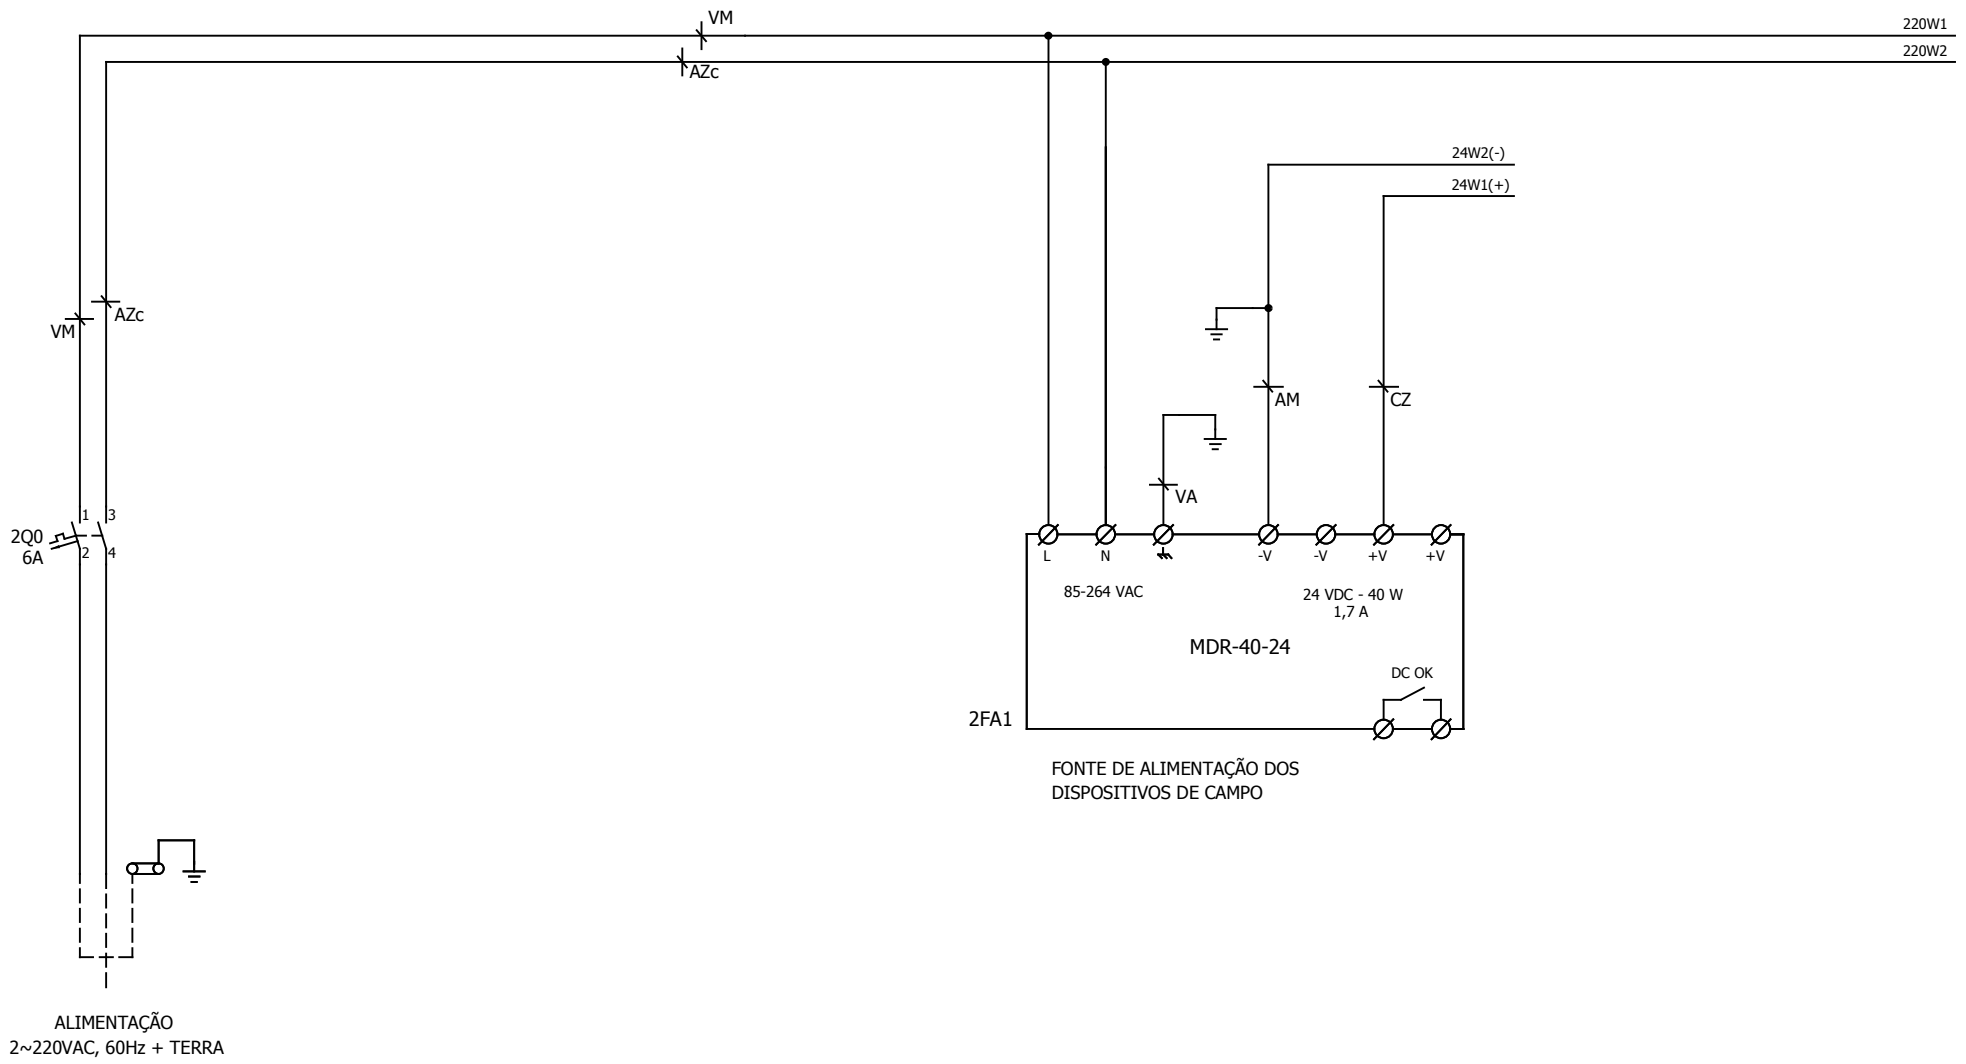 VM
220W1
AZc
220W2
24W2(-)
24W1(+)
AZc
VM
AM
CZ
VA
1
3
2Q0
6A
2
4
L
N
-V
-V
+V
+V
85-264 VAC
24 VDC - 40 W
1,7 A
MDR-40-24
DC OK
2FA1
FONTE DE ALIMENTAÇÃO DOS
DISPOSITIVOS DE CAMPO
ALIMENTAÇÃO
2~220VAC, 60Hz + TERRA